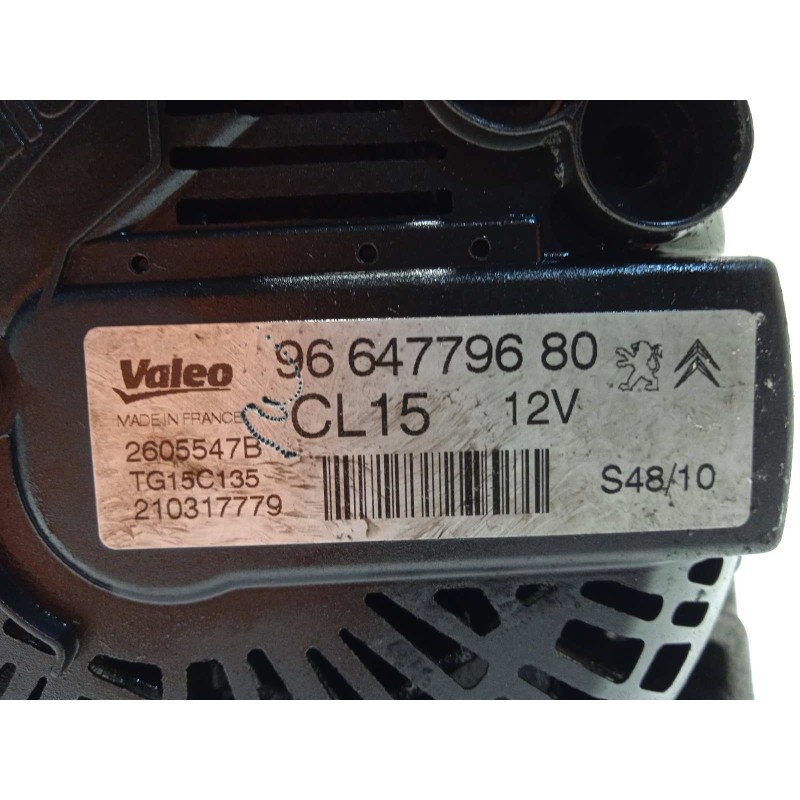 Valeo 96 647796 80
MADE IN FRANCE CL15 12V
2605547B
TG15C135 S48/10
210317779